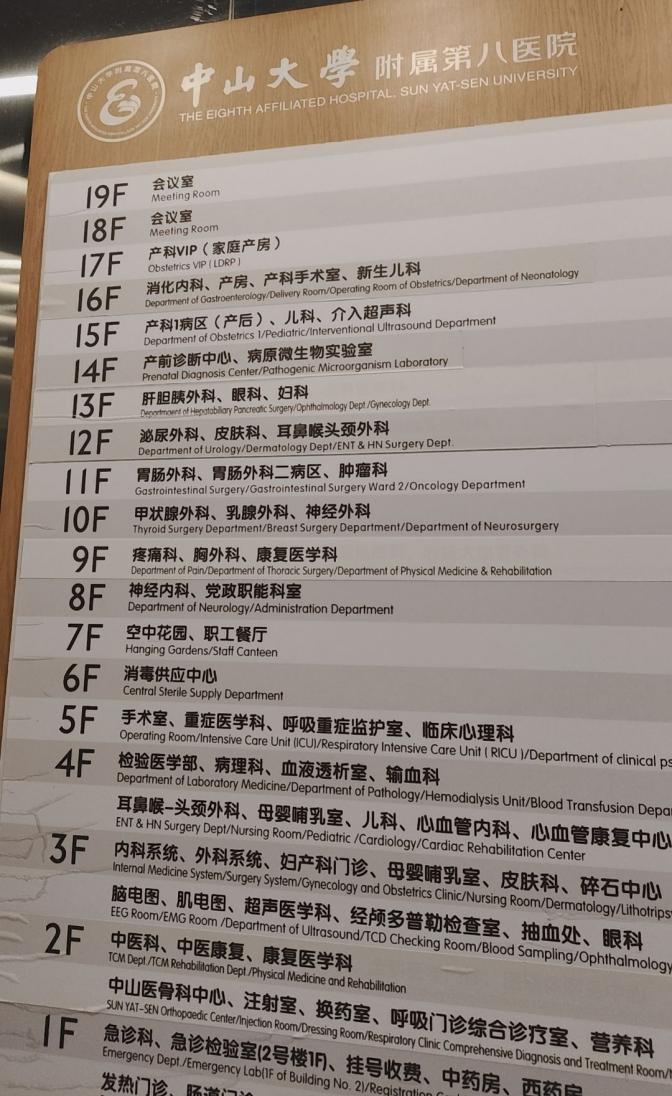 中山大學 附属第八医院
THE EIGHTH AFFILIATED HOSPITAL, SUN YAT-SEN UNIVERSITY
19F 会议室
Meeting Room
18F 会议室
Meeting Room
17F 产科VIP（家庭产房）
Obstetrics VIP ( LDRP )
16F 消化内科、产房、产科手术室、新生儿科
Department of Gastroenterology/Delivery Room/Operating Room of Obstetrics/Department of Neonatology
15F 产科1病区（产后）、儿科、介入超声科
Department of Obstetrics 1/Pediatric/Interventional Ultrasound Department
14F 产前诊断中心、病原微生物实验室
Prenatal Diagnosis Center/Pathogenic Microorganism Laboratory
13F 肝胆胰外科、眼科、妇科
Department of Hepatobiliary Pancreatic Surgery/Ophthalmology Dept./Gynecology Dept.
12F 泌尿外科、皮肤科、耳鼻喉头颈外科
Department of Urology/Dermatology Dept/ENT & HN Surgery Dept.
11F 胃肠外科、胃肠外科二病区、肿瘤科
Gastrointestinal Surgery/Gastrointestinal Surgery Ward 2/Oncology Department
10F 甲状腺外科、乳腺外科、神经外科
Thyroid Surgery Department/Breast Surgery Department/Department of Neurosurgery
9F 疼痛科、胸外科、康复医学科
Department of Pain/Department of Thoracic Surgery/Department of Physical Medicine & Rehabilitation
8F 神经内科、党政职能科室
Department of Neurology/Administration Department
7F 空中花园、职工餐厅
Hanging Gardens/Staff Canteen
6F 消毒供应中心
Central Sterile Supply Department
5F 手术室、重症医学科、呼吸重症监护室、临床心理科
Operating Room/Intensive Care Unit (ICU)/Respiratory Intensive Care Unit ( RICU )/Department of clinical ps
4F 检验医学部、病理科、血液透析室、输血科
Department of Laboratory Medicine/Department of Pathology/Hemodialysis Unit/Blood Transfusion Depar
耳鼻喉-头颈外科、母婴哺乳室、儿科、心血管内科、心血管康复中心
ENT & HN Surgery Dept/Nursing Room/Pediatric /Cardiology/Cardiac Rehabilitation Center
3F 内科系统、外科系统、妇产科门诊、母婴哺乳室、皮肤科、碎石中心
Internal Medicine System/Surgery System/Gynecology and Obstetrics Clinic/Nursing Room/Dermatology/Lithotrips
脑电图、肌电图、超声医学科、经颅多普勒检查室、抽血处、眼科
EEG Room/EMG Room /Department of Ultrasound/TCD Checking Room/Blood Sampling/Ophthalmology
2F 中医科、中医康复、康复医学科
TCM Dept./TCM Rehabilitation Dept./Physical Medicine and Rehabilitation
中山医骨科中心、注射室、换药室、呼吸门诊综合诊疗室、营养科
SUN YAT-SEN Orthopaedic Center/Injection Room/Dressing Room/Respiratory Clinic Comprehensive Diagnosis and Treatment Room/
1F 急诊科、急诊检验室(2号楼1F)、挂号收费、中药房、西药房
Emergency Dept./Emergency Lab(1F of Building No. 2)/Registration
发热门诊、肠道门诊